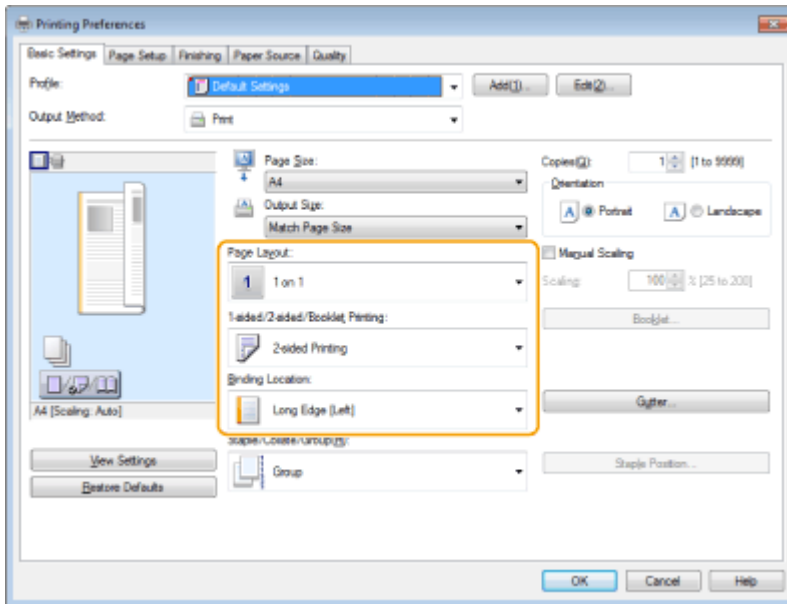 Printing Preferences
Basic Settings Page Setup Finishing Paper Source Quality
Profile: Default Settings Add(1)... Edit(2)...
Output Method: Print
Page Size: Copies(Q): 1 [1 to 9999]
A4 Orientation
Output Size: A Portrait A Landscape
Match Page Size
Page Layout: Manual Scaling
1 1 on 1 Scaling: 100 % [25 to 200]
1-sided/2-sided/Booklet Printing: Booklet...
2-sided Printing
Binding Location:
Long Edge (Left) Gutter...
A4 [Scaling: Auto]
Staple/Collate/Group(H):
View Settings Group Staple Position...
Restore Defaults
OK Cancel Help